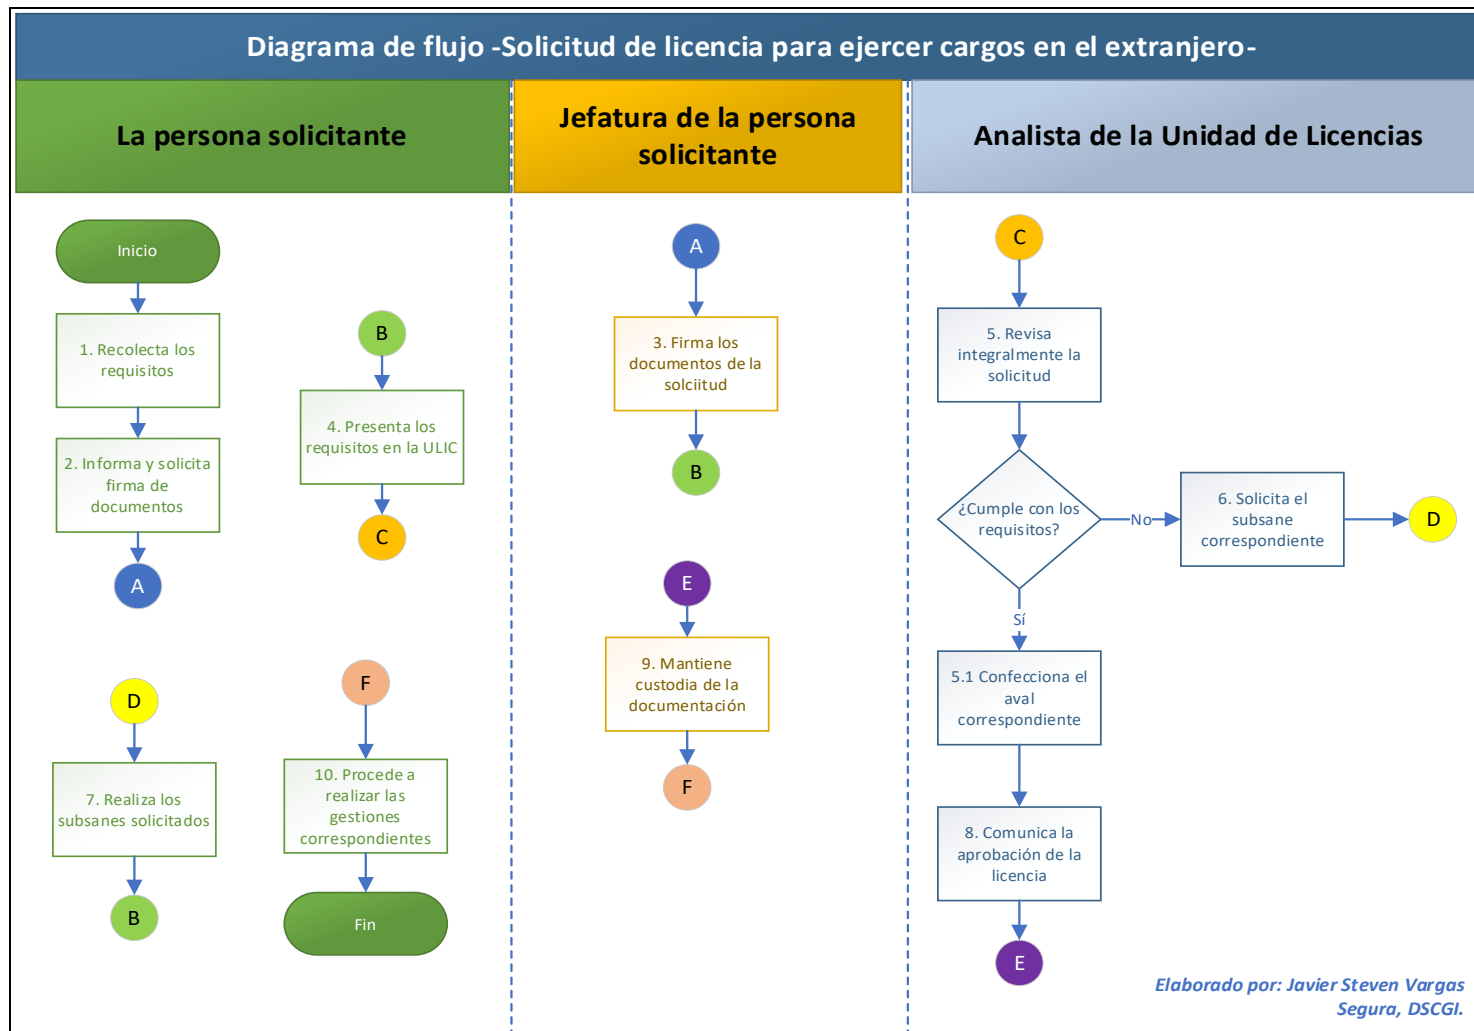 Diagrama de flujo -Solicitud de licencia para ejercer cargos en el extranjero-
La persona solicitante
Jefatura de la persona
solicitante
Analista de la Unidad de Licencias
Inicio
1. Recolecta los
requisitos
2. Informa y solicita
firma de
documentos
A
B
4. Presenta los
requisitos en la ULIC
C
D
7. Realiza los
subsanes solicitados
B
F
10. Procede a
realizar las
gestiones
correspondientes
Fin
A
3. Firma los
documentos de la
solciitud
B
E
9. Mantiene
custodia de la
documentación
F
C
5. Revisa
integralmente la
solicitud
¿Cumple con los
requisitos?
No
6. Solicita el
subsane
correspondiente
D
Sí
5.1 Confecciona el
aval
correspondiente
8. Comunica la
aprobación de la
licencia
E
Elaborado por: Javier Steven Vargas
Segura, DSCGI.